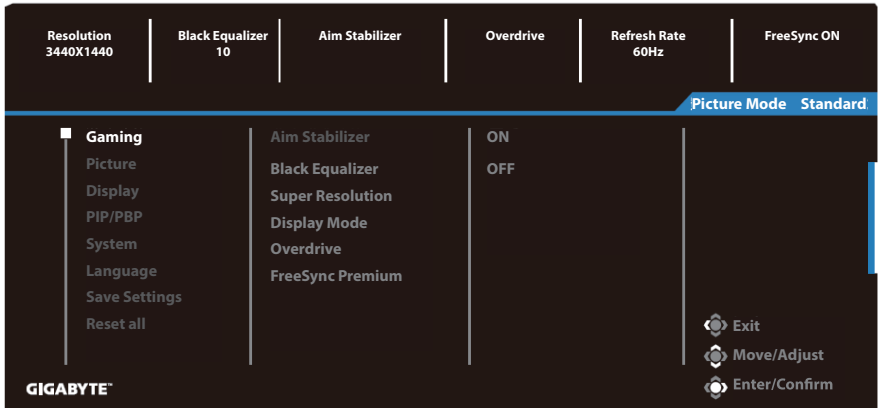 Resolution
3440X1440
Black Equalizer
10
Aim Stabilizer
Overdrive
Refresh Rate
60Hz
FreeSync ON
Picture Mode Standard
Gaming
Picture
Display
PIP/PBP
System
Language
Save Settings
Reset all
Aim Stabilizer
Black Equalizer
Super Resolution
Display Mode
Overdrive
FreeSync Premium
ON
OFF
Exit
Move/Adjust
Enter/Confirm
GIGABYTE™